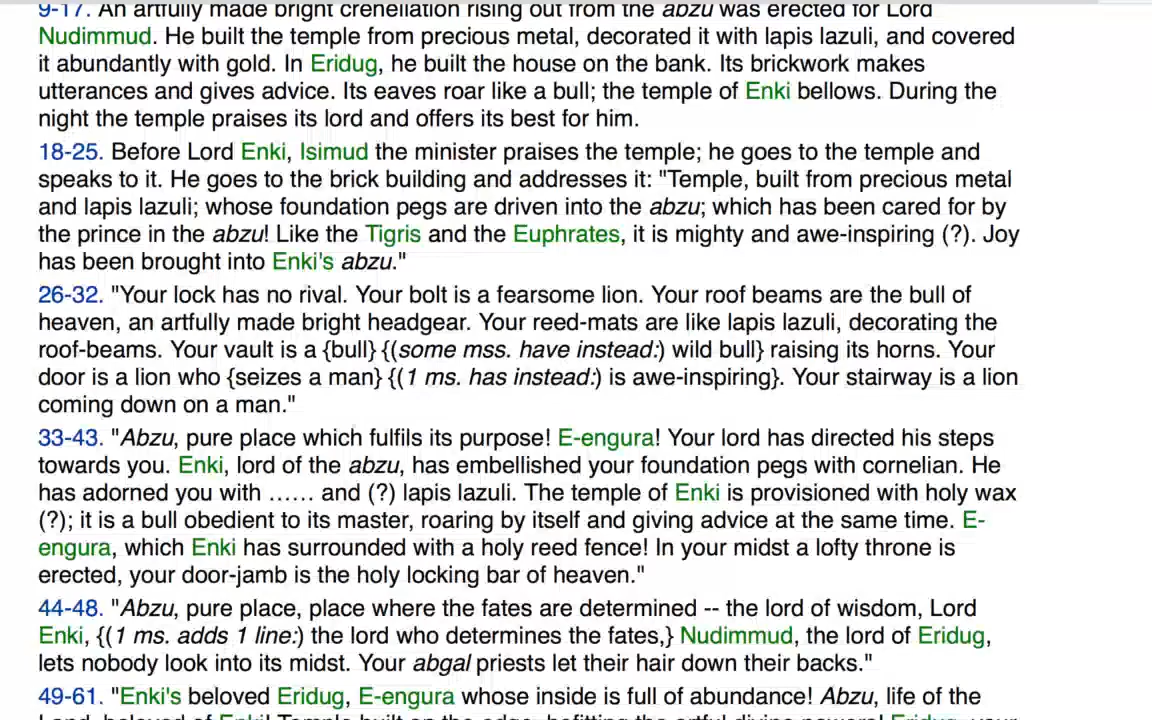 9-17. An artfully made bright crenellation rising out from the abzu was erected for Lord
Nudimmud. He built the temple from precious metal, decorated it with lapis lazuli, and covered
it abundantly with gold. In Eridug, he built the house on the bank. Its brickwork makes
utterances and gives advice. Its eaves roar like a bull; the temple of Enki bellows. During the
night the temple praises its lord and offers its best for him.
18-25. Before Lord Enki, Isimud the minister praises the temple; he goes to the temple and
speaks to it. He goes to the brick building and addresses it: "Temple, built from precious metal
and lapis lazuli; whose foundation pegs are driven into the abzu; which has been cared for by
the prince in the abzu! Like the Tigris and the Euphrates, it is mighty and awe-inspiring (?). Joy
has been brought into Enki's abzu."
26-32. "Your lock has no rival. Your bolt is a fearsome lion. Your roof beams are the bull of
heaven, an artfully made bright headgear. Your reed-mats are like lapis lazuli, decorating the
roof-beams. Your vault is a {bull} {(some mss. have instead:) wild bull} raising its horns. Your
door is a lion who {seizes a man} {(1 ms. has instead:) is awe-inspiring}. Your stairway is a lion
coming down on a man."
33-43. "Abzu, pure place which fulfils its purpose! E-engura! Your lord has directed his steps
towards you. Enki, lord of the abzu, has embellished your foundation pegs with cornelian. He
has adorned you with ...... and (?) lapis lazuli. The temple of Enki is provisioned with holy wax
(?); it is a bull obedient to its master, roaring by itself and giving advice at the same time. E-
engura, which Enki has surrounded with a holy reed fence! In your midst a lofty throne is
erected, your door-jamb is the holy locking bar of heaven."
44-48. "Abzu, pure place, place where the fates are determined -- the lord of wisdom, Lord
Enki, {(1 ms. adds 1 line:) the lord who determines the fates,} Nudimmud, the lord of Eridug,
lets nobody look into its midst. Your abgal priests let their hair down their backs."
49-61. "Enki's beloved Eridug, E-engura whose inside is full of abundance! Abzu, life of the
Land, beloved of Enki! Temple built on the edge, befitting the artful divine powers! Eridug, your